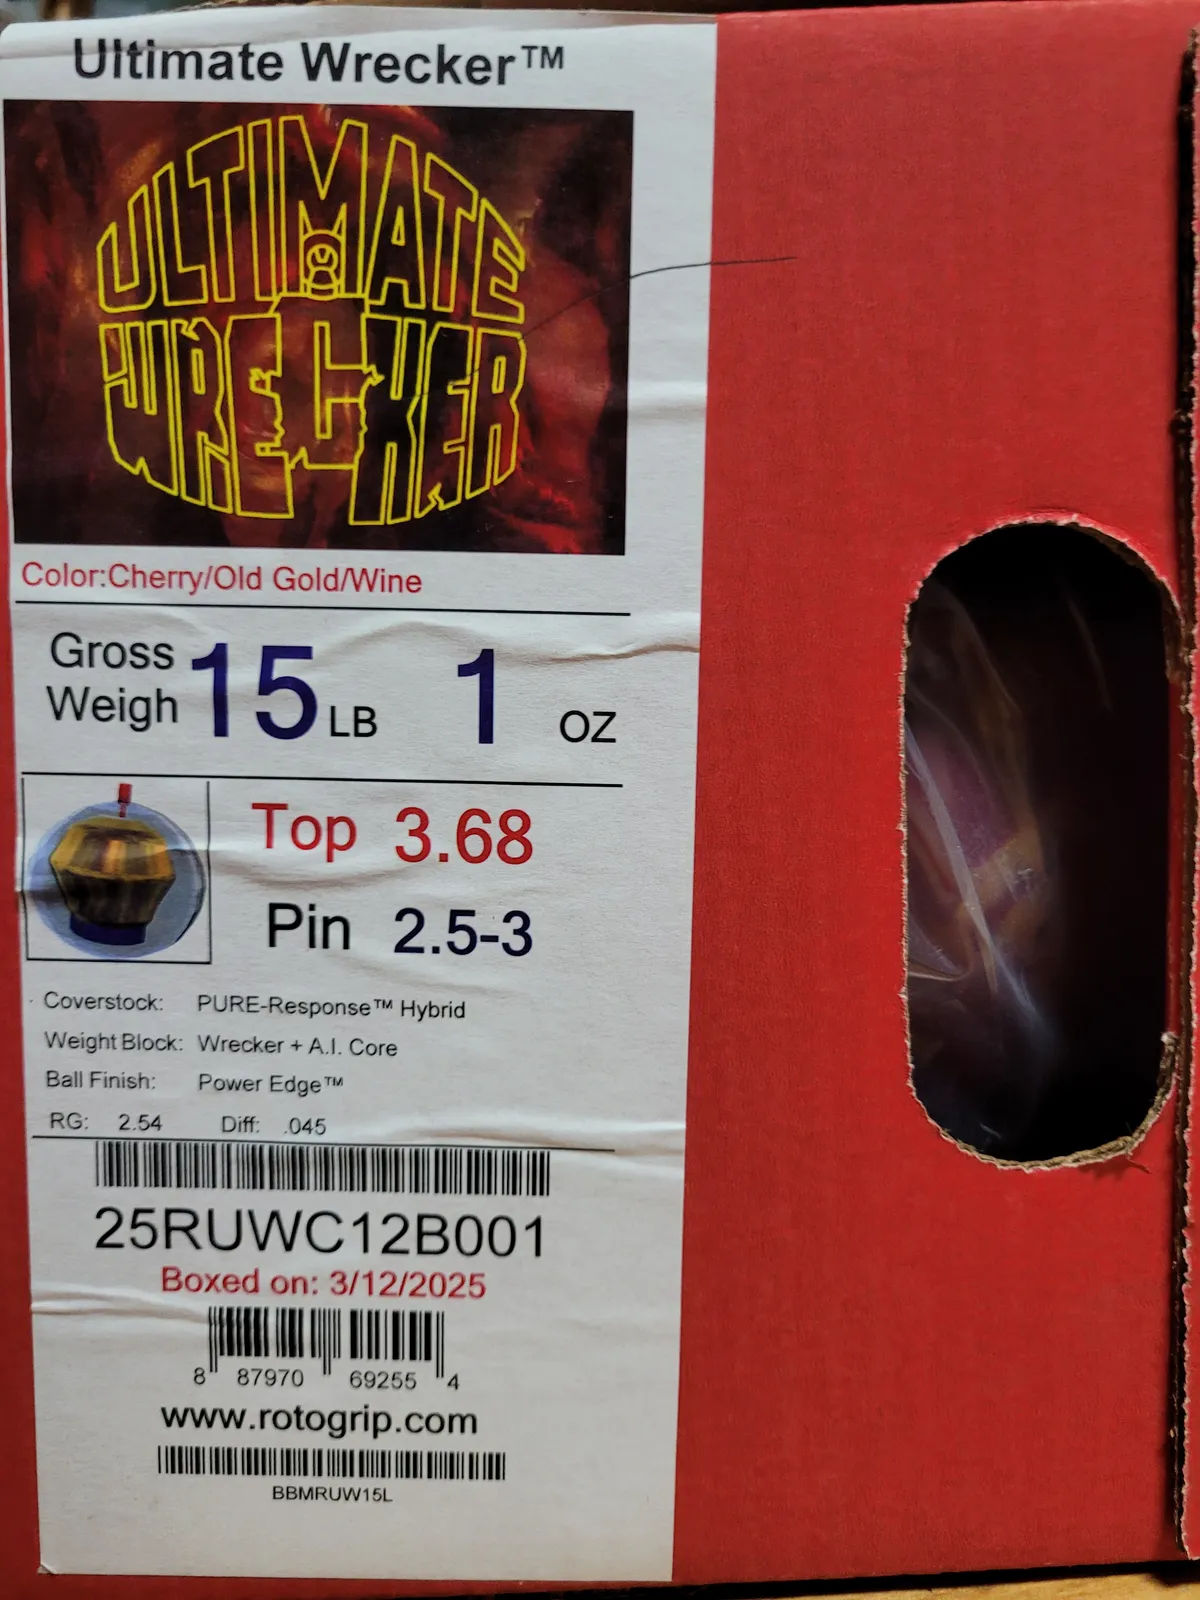 Ultimate Wrecker™
ULTIMATE
WRECKER
Color:Cherry/Old Gold/Wine
Gross
Weigh 15 LB 1 OZ
Top 3.68
Pin 2.5-3
Coverstock: PURE-Response™ Hybrid
Weight Block: Wrecker + A.I. Core
Ball Finish: Power Edge™
RG: 2.54 Diff: .045
25RUWC12B001
Boxed on: 3/12/2025
8 87970 69255 4
www.rotogrip.com
BBMRUW15L